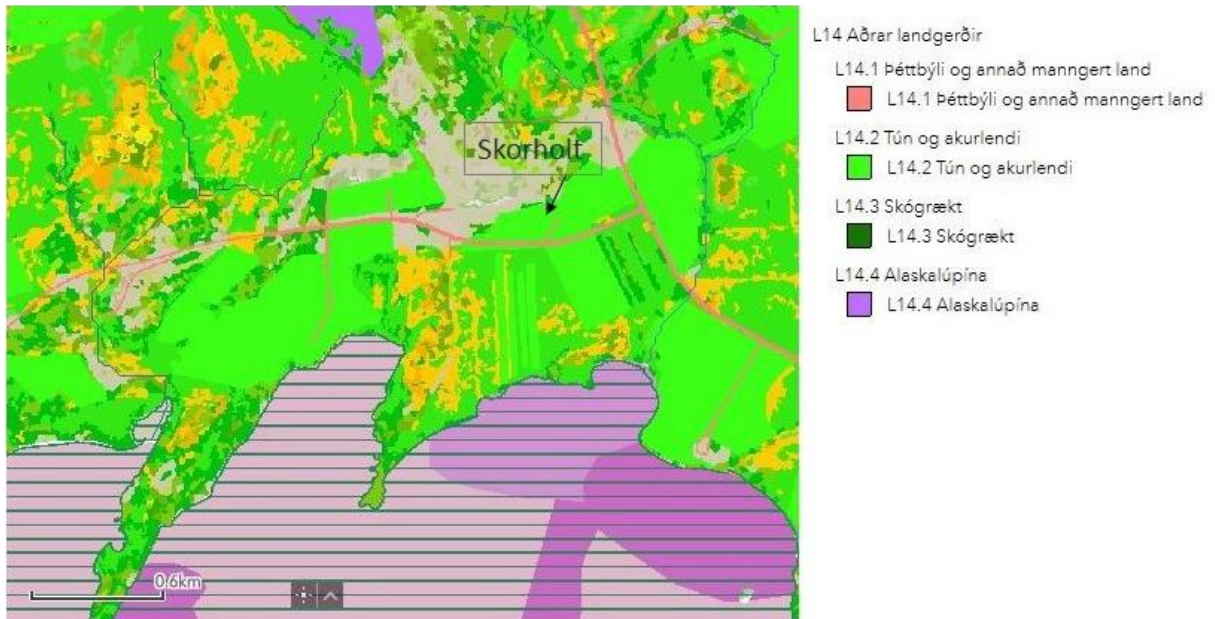 Skorholt
0.6km
L14 Aðrar landgerðir
L14.1 Þéttbýli og annað manngert land
L14.1 Þéttbýli og annað manngert land
L14.2 Tún og akurlendi
L14.2 Tún og akurlendi
L14.3 Skógrækt
L14.3 Skógrækt
L14.4 Alaskalúpína
L14.4 Alaskalúpína